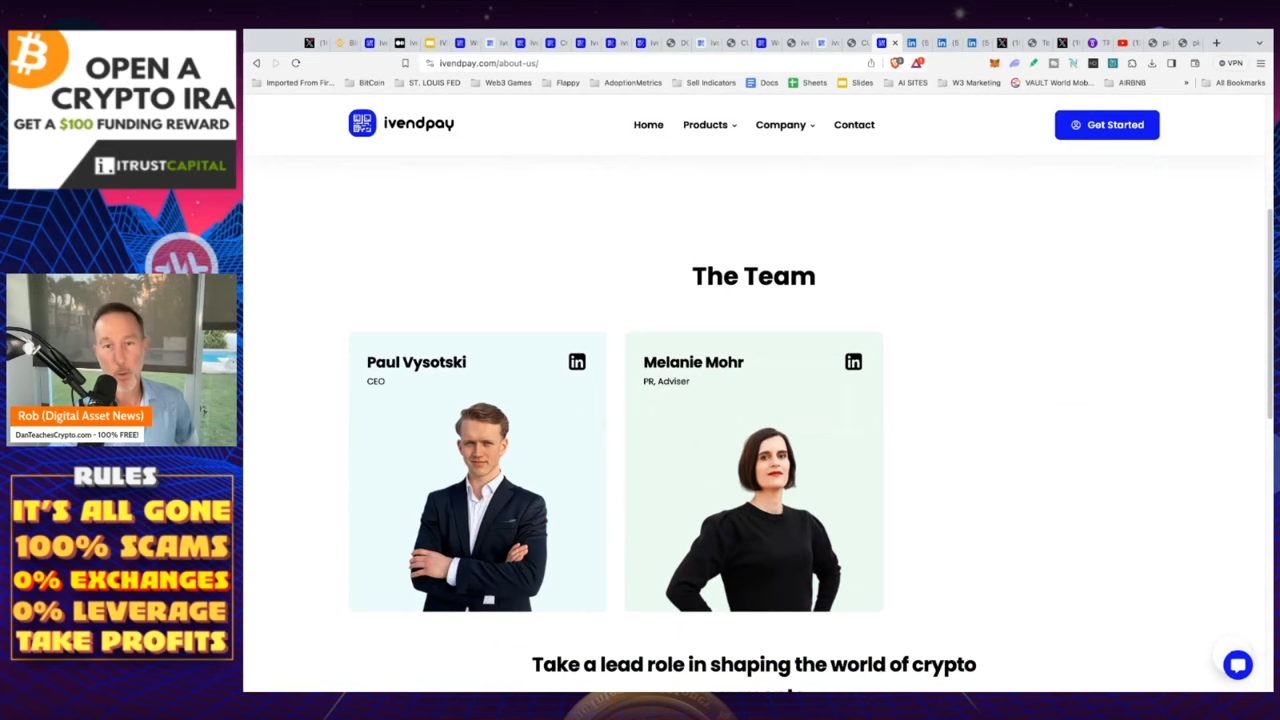 OPEN A
CRYPTO IRA
GET A $100 FUNDING REWARD
i. ITRUSTCAPITAL
Rob (Digital Asset News)
DanTeachesCrypto.com - 100% FREE!
RULES
IT'S ALL GONE
100% SCAMS
0% EXCHANGES
0% LEVERAGE
TAKE PROFITS
ivendpay.com/about-us/
VPN
Imported From Fir...
BitCoin
ST. LOUIS FED
Web3 Games
Flappy
AdoptionMetrics
Sell Indicators
Docs
Sheets
Slides
AI SITES
W3 Marketing
VAULT World Mob...
AIRBNB
»
All Bookmarks
ivendpay
Home
Products
Company
Contact
Get Started
The Team
Paul Vysotski
in
CEO
Melanie Mohr
in
PR, Adviser
Take a lead role in shaping the world of crypto